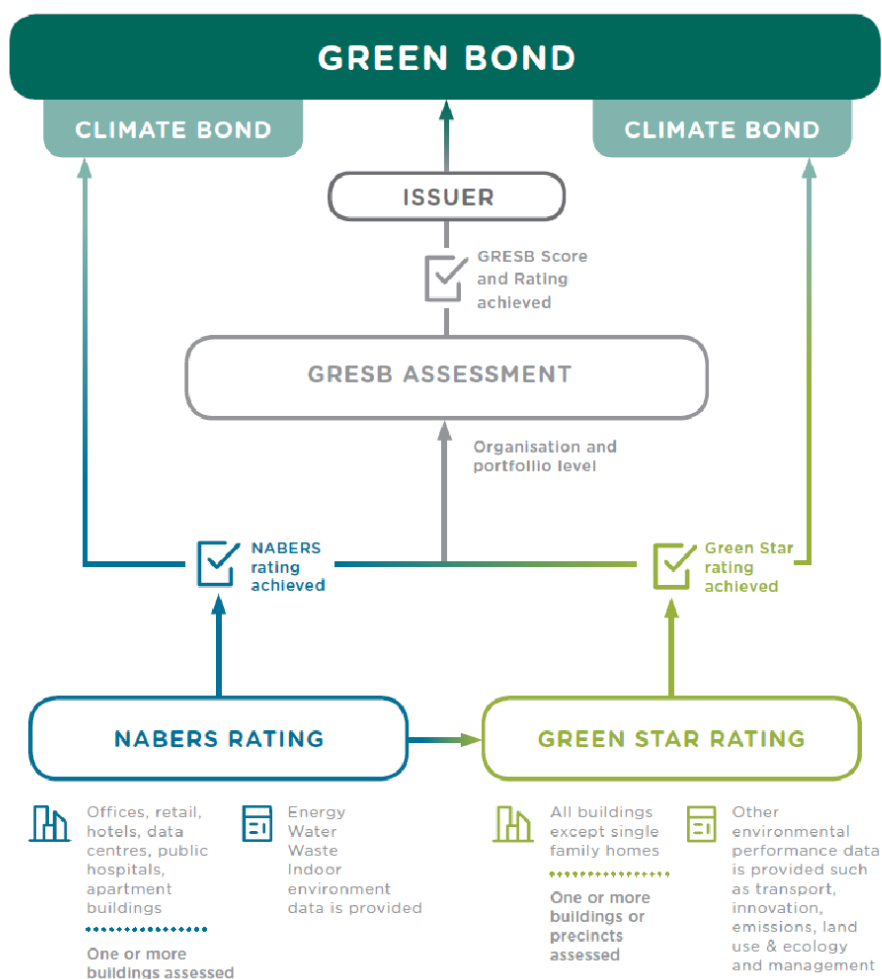 GREEN BOND
CLIMATE BOND
CLIMATE BOND
ISSUER
GRESB Score
and Rating
achieved
GRESB ASSESSMENT
Organisation and
portfollio level
NABERS
rating
achieved
Green Star
rating
achieved
NABERS RATING
GREEN STAR RATING
Offices, retail,
hotels, data
centres, public
hospitals,
apartment
buildings
One or more
buildings assessed
Energy
Water
Waste
Indoor
environment
data is provided
All buildings
except single
family homes
One or more
buildings or
precincts
assessed
Other
environmental
performance data
is provided such
as transport,
innovation,
emissions, land
use & ecology
and management